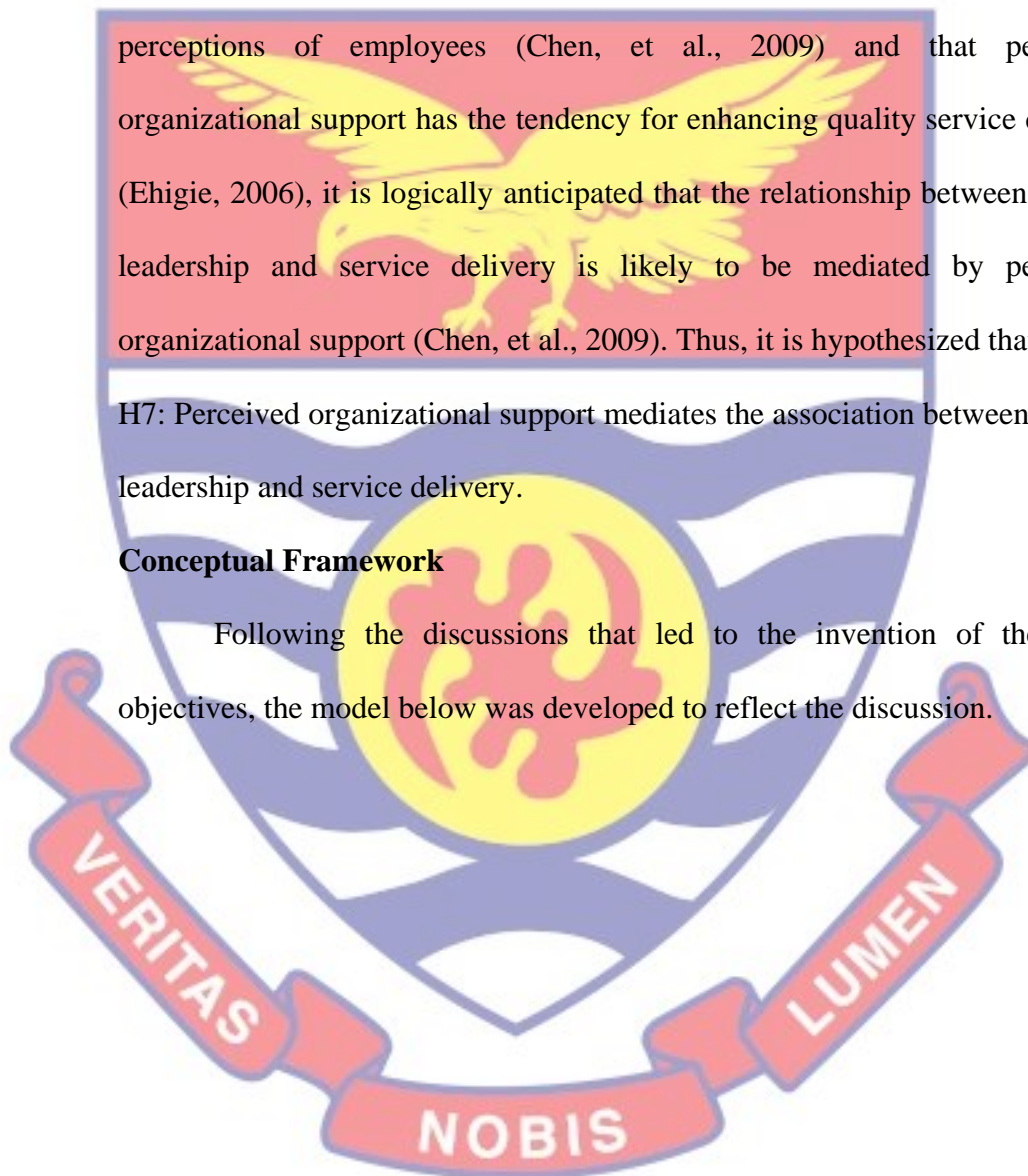 perceptions of employees (Chen, et al., 2009) and that pe
organizational support has the tendency for enhancing quality service
(Ehigie, 2006), it is logically anticipated that the relationship between
leadership and service delivery is likely to be mediated by pe
organizational support (Chen, et al., 2009). Thus, it is hypothesized tha
H7: Perceived organizational support mediates the association between
leadership and service delivery.
Conceptual Framework
Following the discussions that led to the invention of the
objectives, the model below was developed to reflect the discussion.
VERITAS
NOBIS
LUMEN